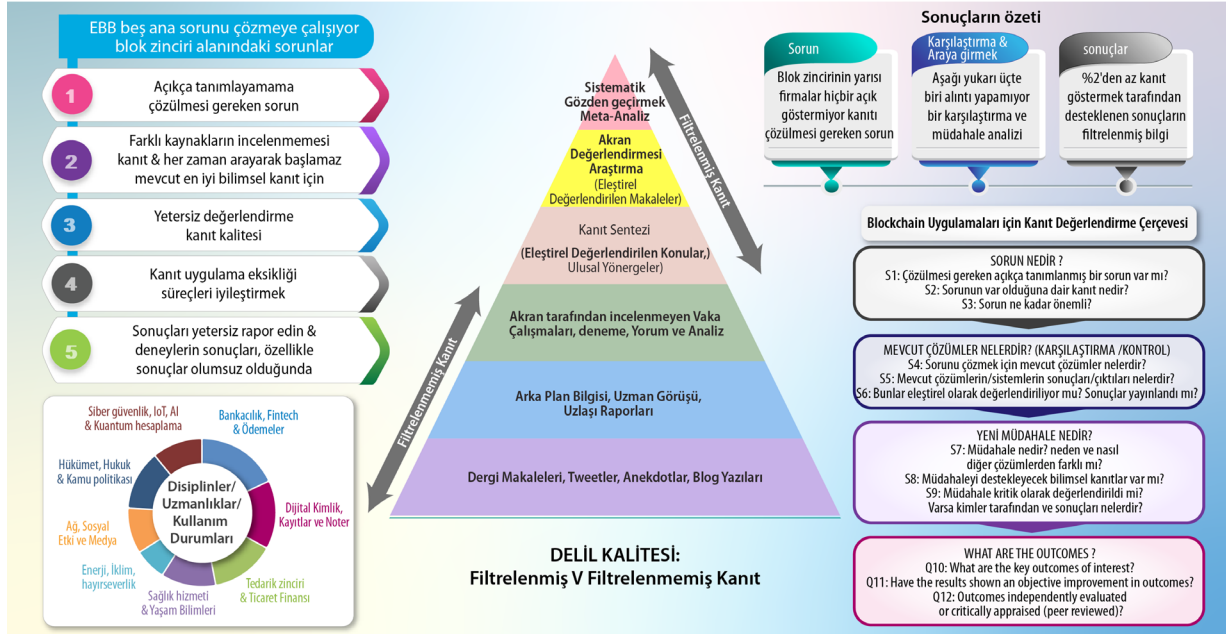 EBB beş ana sorunu çözmeye çalışıyor
blok zinciri alanındaki sorunlar
1
Açıkça tanımlayamama
çözülmesi gereken sorun
2
Farklı kaynakların incelenmemesi
kanıt & her zaman arayarak başlamaz
mevcut en iyi bilimsel kanıt için
3
Yetersiz değerlendirme
kanıt kalitesi
4
Kanıt uygulama eksikliği
süreçleri iyileştirmek
5
Sonuçları yetersiz rapor edin &
deneylerin sonuçları, özellikle
sonuçlar olumsuz olduğunda
Siber güvenlik, IoT, AI
& Kuantum hesaplama
Bankacılık, Fintech
& Ödemeler
Hükümet, Hukuk
& Kamu politikası
Dijital Kimlik,
Kayıtlar ve Noter
Ağ, Sosyal
Etki ve Medya
Enerji, İklim,
hayırseverlik
Sağlık hizmeti
& Yaşam Bilimleri
Tedarik zinciri
& Ticaret Finansı
Disiplinler/
Uzmanlıklar/
Kullanım
Durumları
Sistematik
Gözden geçirmek
Meta-Analiz
Akran
Değerlendirmesi
Araştırma
(Eleştirel
Değerlendirilen Makaleler)
Kanıt Sentezi
(Eleştirel Değerlendirilen Konular,)
Ulusal Yönergeler)
Akran tarafından incelenmeyen Vaka
Çalışmaları, deneme, Yorum ve Analiz
Arka Plan Bilgisi, Uzman Görüşü,
Uzlaşı Raporları
Dergi Makaleleri, Tweetler, Anekdotlar, Blog Yazıları
Filtrelenmiş Kanıt
Filtrelenmemiş Kanıt
DELİL KALİTESİ:
Filtrelenmiş V Filtrelenmemiş Kanıt
Sonuçların özeti
Sorun
Blok zincirinin yarısı
firmalar hiçbir açık
göstermiyor kanıtı
çözülmesi gereken sorun
Karşılaştırma &
Araya girmek
Aşağı yukarı üçte
biri alıntı yapamıyor
bir karşılaştırma ve
müdahale analizi
sonuçlar
%2'den az kanıt
göstermek tarafından
desteklenen sonuçların
filtrelenmiş bilgi
Blockchain Uygulamaları için Kanıt Değerlendirme Çerçevesi
SORUN NEDİR ?
S1: Çözülmesi gereken açıkça tanımlanmış bir sorun var mı?
S2: Sorunun var olduğuna dair kanıt nedir?
S3: Sorun ne kadar önemli?
MEVCUT ÇÖZÜMLER NELERDİR? (KARŞILAŞTIRMA /KONTROL)
S4: Sorunu çözmek için mevcut çözümler nelerdir?
S5: Mevcut çözümlerin/sistemlerin sonuçları/çıktıları nelerdir?
S6: Bunlar eleştirel olarak değerlendiriliyor mu? Sonuçlar yayınlandı mı?
YENİ MÜDAHALE NEDİR?
S7: Müdahale nedir? neden ve nasıl
diğer çözümlerden farklı mı?
S8: Müdahaleyi destekleyecek bilimsel kanıtlar var mı?
S9: Müdahale kritik olarak değerlendirildi mi?
Varsa kimler tarafından ve sonuçları nelerdir?
WHAT ARE THE OUTCOMES ?
Q10: What are the key outcomes of interest?
Q11: Have the results shown an objective improvement in outcomes?
Q12: Outcomes independently evaluated
or critically appraised (peer reviewed)?